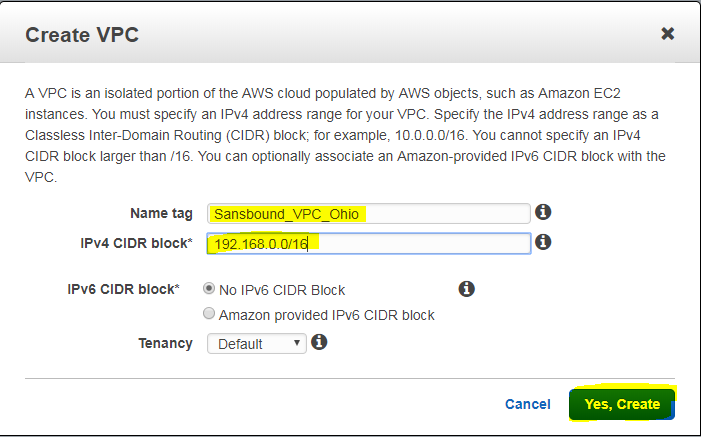 Create VPC
A VPC is an isolated portion of the AWS cloud populated by AWS objects, such as Amazon EC2
instances. You must specify an IPv4 address range for your VPC. Specify the IPv4 address range as a
Classless Inter-Domain Routing (CIDR) block; for example, 10.0.0.0/16. You cannot specify an IPv4
CIDR block larger than /16. You can optionally associate an Amazon-provided IPv6 CIDR block with the
VPC.
Name tag Sansbound_VPC_Ohio
IPv4 CIDR block* 192.168.0.0/16
IPv6 CIDR block* No IPv6 CIDR Block
Amazon provided IPv6 CIDR block
Tenancy Default
Cancel Yes, Create